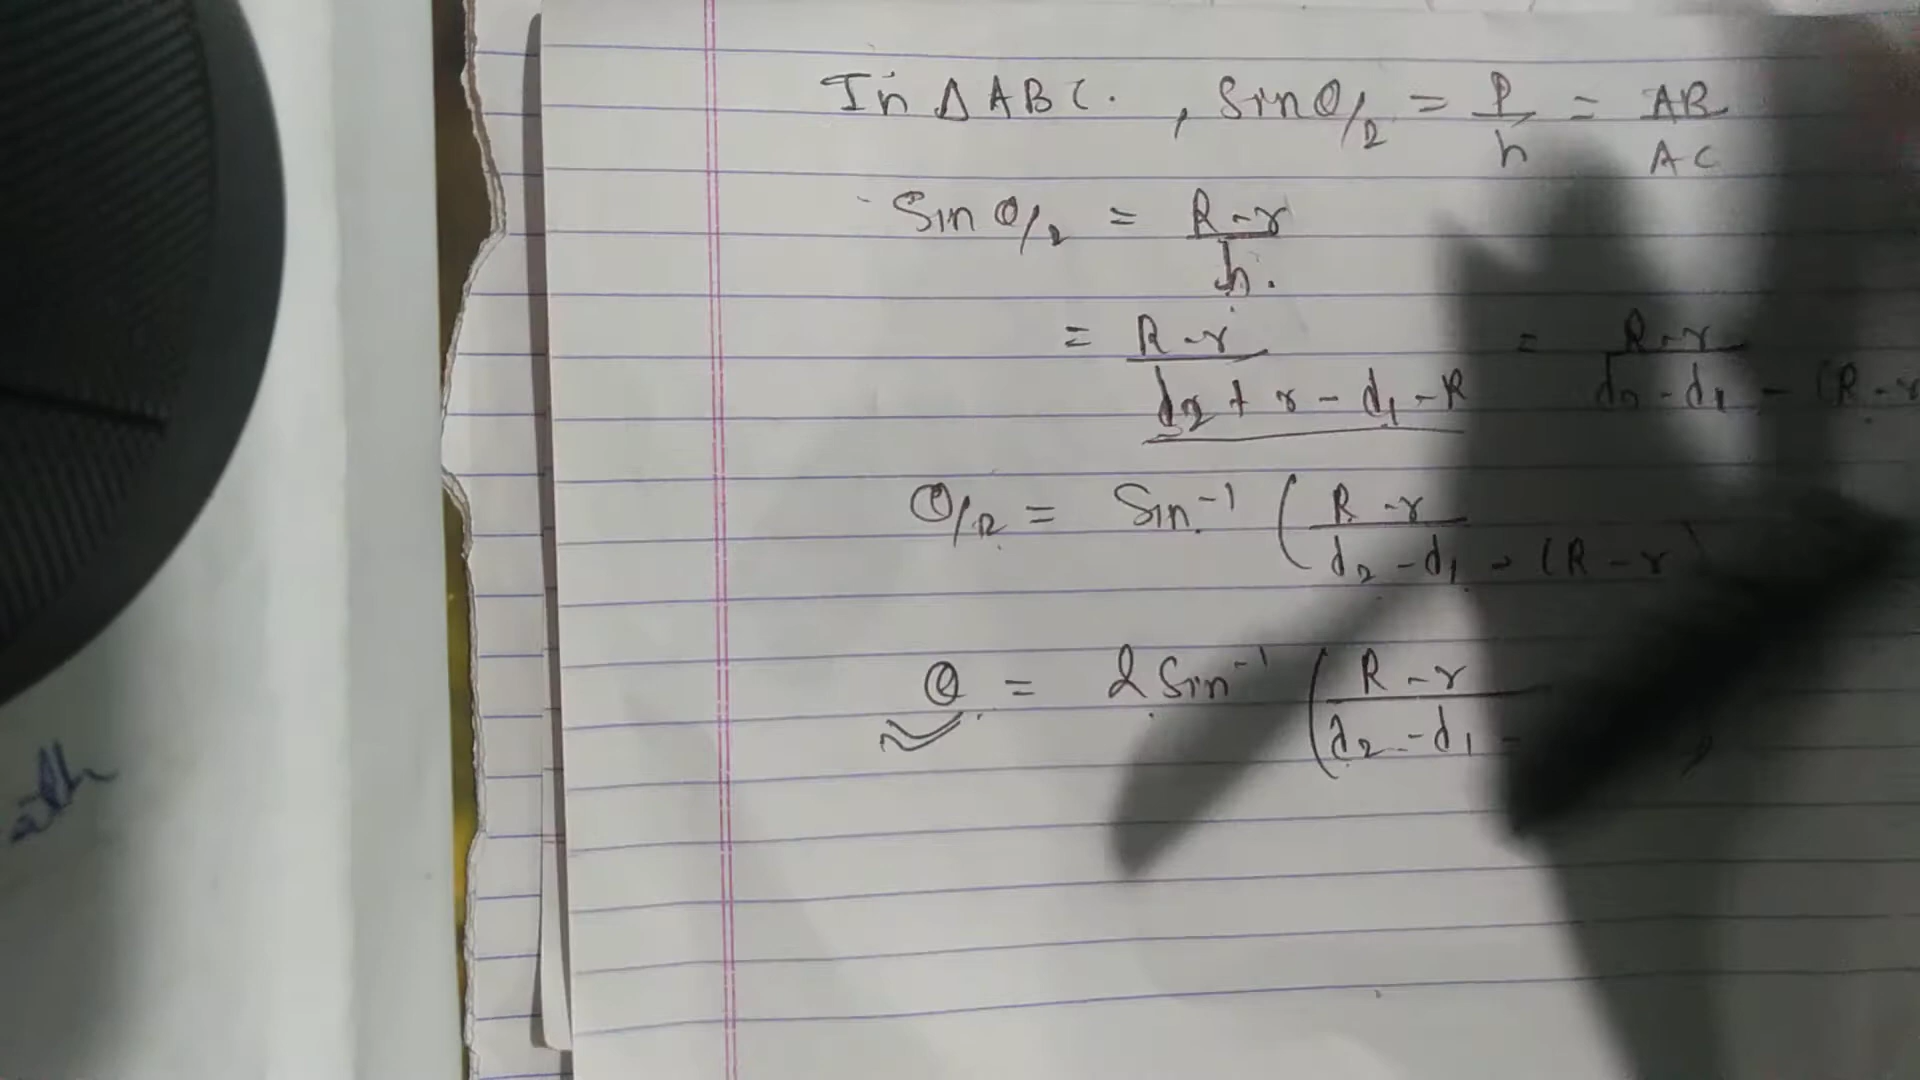 In Δ ABC. , Sin θ/2 = P/h = AB/AC
Sin θ/2 = R-r/h.
= R-r/d2+r-d1-R = R-r/d2-d1-(R-r
θ/2 = Sin⁻¹ (R-r/d2-d1-(R-r)
θ = 2 Sin⁻¹ (R-r/d2-d1-